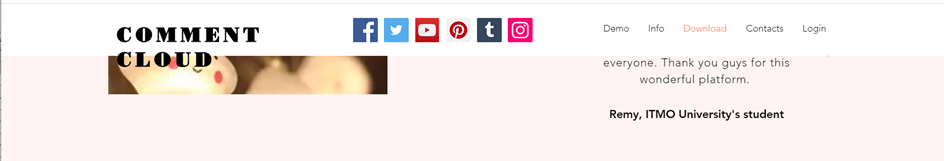 COMMENT
CLOUD
Demo Info Download Contacts Login
everyone. Thank you guys for this
wonderful platform.
Remy, ITMO University's student